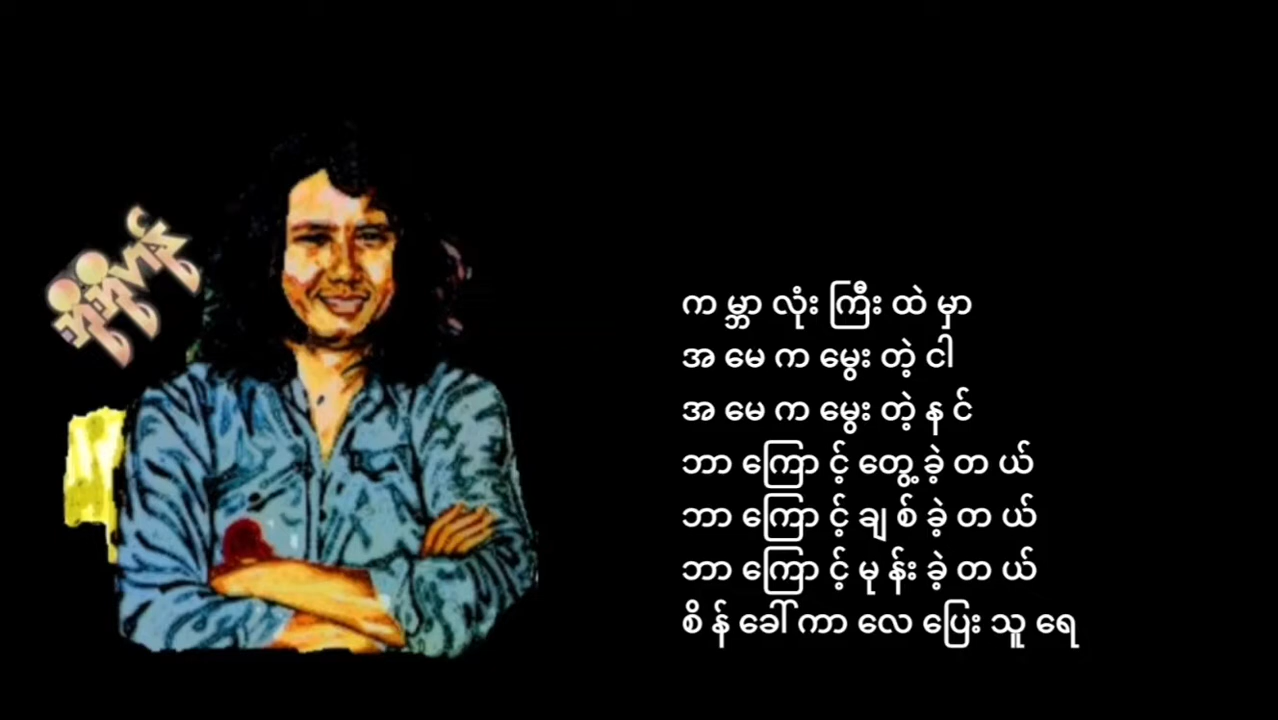 က မ္ဘာ လုံး ကြီး ထဲ မှာ
အ မေ က မွေး တဲ့ ငါ
အ မေ က မွေး တဲ့ န င်
ဘာ ကြော င့် တွေ့ ခဲ့ တ ယ်
ဘာ ကြော င့် ချ စ် ခဲ့ တ ယ်
ဘာ ကြော င့် မု န်း ခဲ့ တ ယ်
စိ န် ခေါ် ကာ လေ ပြေး သူ ရေ